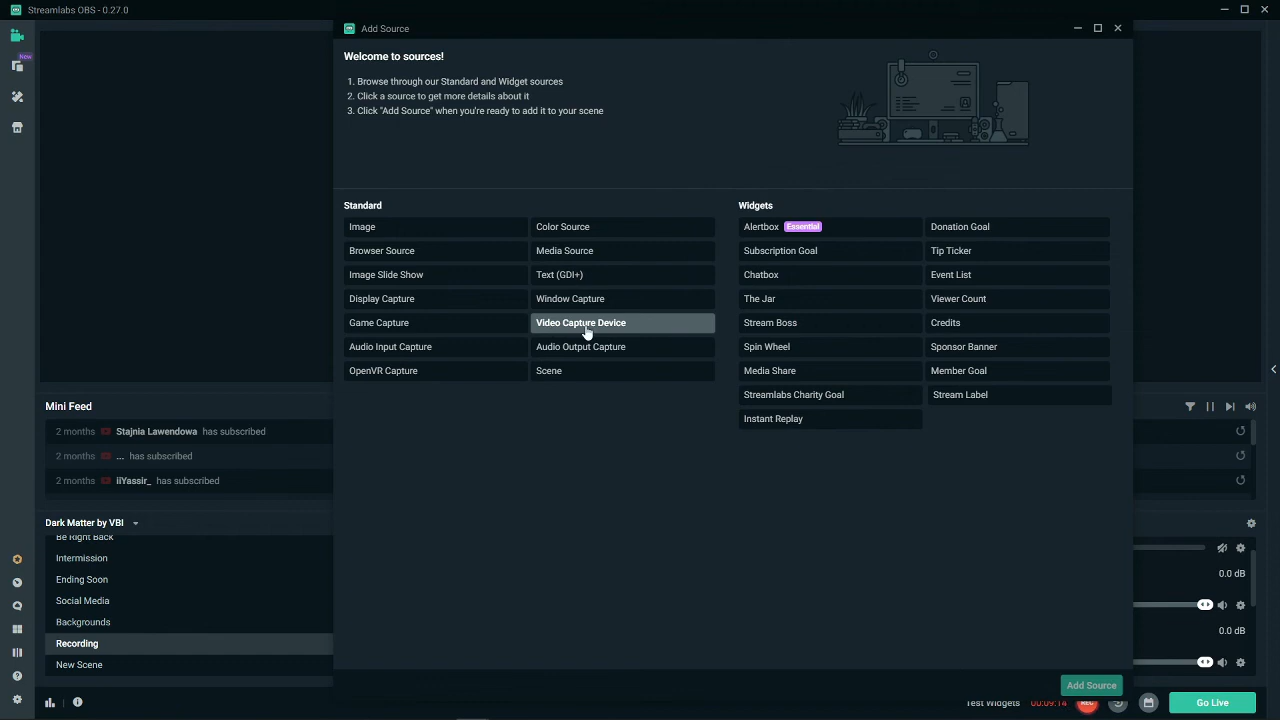 Streamlabs OBS - 0.27.0
Add Source
New
Welcome to sources!
1. Browse through our Standard and Widget sources
2. Click a source to get more details about it
3. Click "Add Source" when you're ready to add it to your scene
Standard
Image
Color Source
Browser Source
Media Source
Image Slide Show
Text (GDI+)
Display Capture
Window Capture
Game Capture
Video Capture Device
Audio Input Capture
Audio Output Capture
OpenVR Capture
Scene
Widgets
Alertbox Essential
Donation Goal
Subscription Goal
Tip Ticker
Chatbox
Event List
The Jar
Viewer Count
Stream Boss
Credits
Spin Wheel
Sponsor Banner
Media Share
Member Goal
Streamlabs Charity Goal
Stream Label
Instant Replay
Mini Feed
2 months Stajnia Lawendowa has subscribed
2 months ... has subscribed
2 months iiYassir_ has subscribed
Dark Matter by VBI
Be Right Back
Intermission
Ending Soon
Social Media
Backgrounds
Recording
New Scene
0.0 dB
0.0 dB
Add Source
Test Widgets 00:09:14 REC Go Live